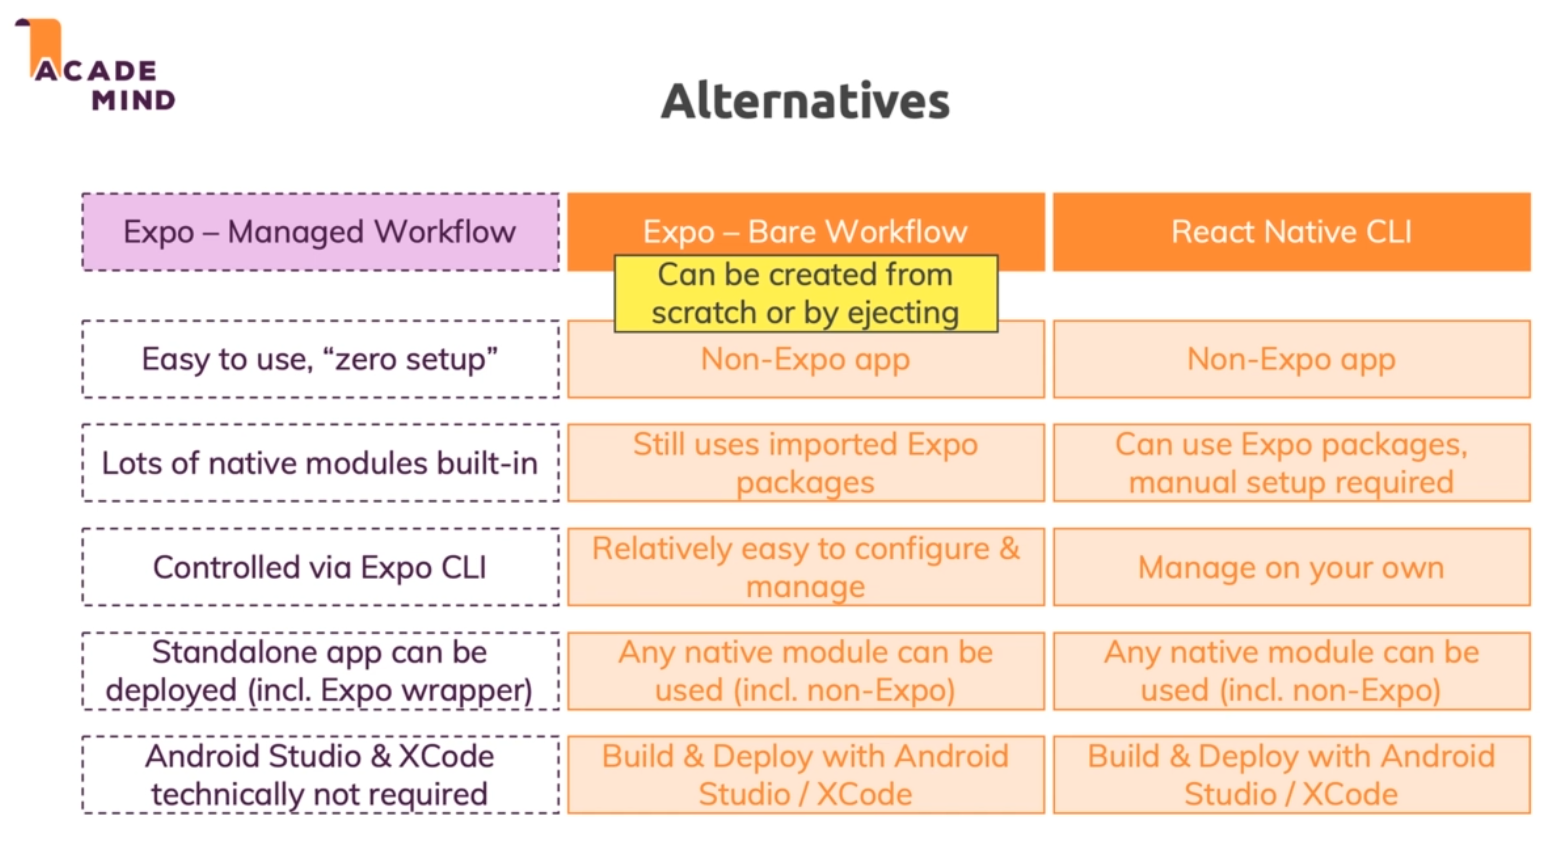 ACADE
MIND
Alternatives
Expo – Managed Workflow
Expo – Bare Workflow
React Native CLI
Can be created from
scratch or by ejecting
Easy to use, “zero setup”
Non-Expo app
Non-Expo app
Lots of native modules built-in
Still uses imported Expo
packages
Can use Expo packages,
manual setup required
Controlled via Expo CLI
Relatively easy to configure &
manage
Manage on your own
Standalone app can be
deployed (incl. Expo wrapper)
Any native module can be
used (incl. non-Expo)
Any native module can be
used (incl. non-Expo)
Android Studio & XCode
technically not required
Build & Deploy with Android
Studio / XCode
Build & Deploy with Android
Studio / XCode